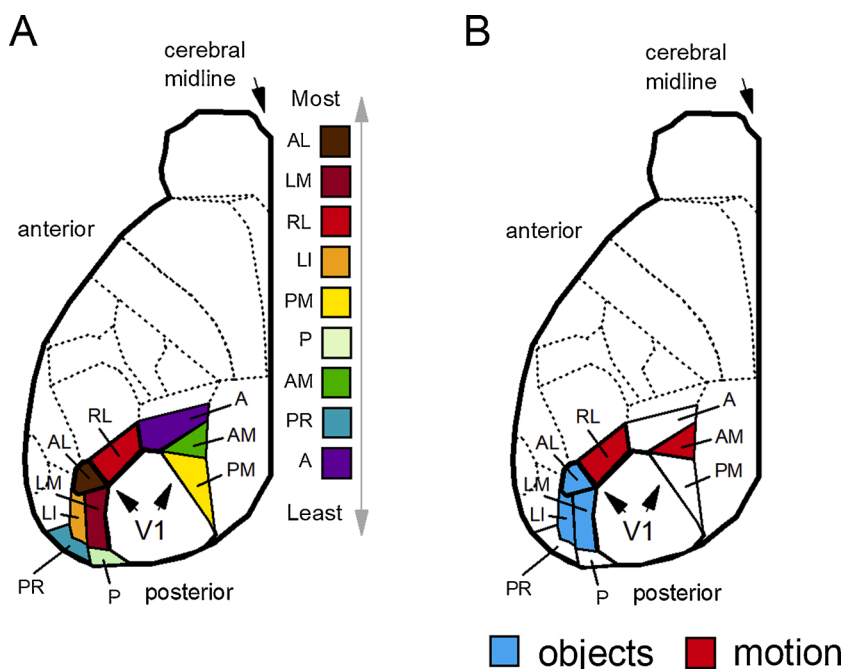 A
cerebral
midline
Most
AL
LM
RL
LI
PM
P
AM
PR
A
Least
anterior
A
RL
AM
AL
LM
PM
LI
V1
PR
P
posterior
B
cerebral
midline
anterior
A
RL
AM
AL
LM
PM
LI
V1
PR
P
posterior
objects
motion